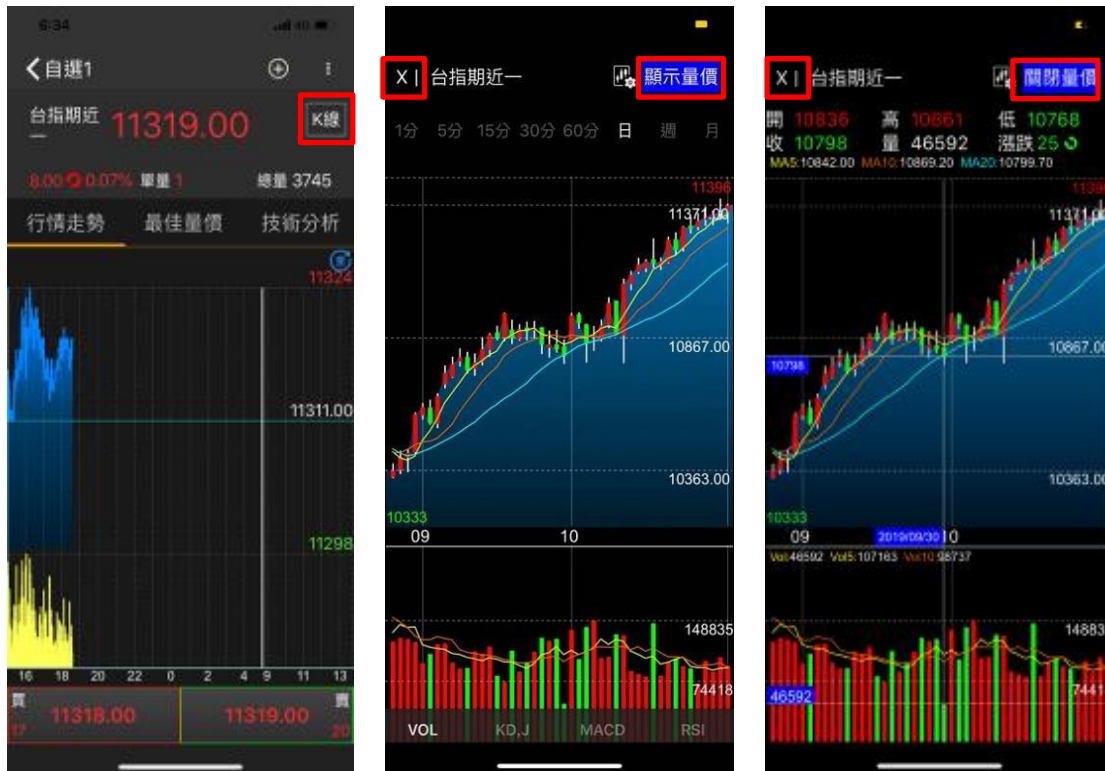 6:34
自選1
台指期近一
11319.00
K線
8.00 0.07% 單量 1 總量 3745
行情走勢 最佳量價 技術分析
11324
11311.00
11298
16 18 20 22 0 2 4 9 11 13
買 11318.00 11319.00 賣
17 20
X | 台指期近一 顯示量價
1分 5分 15分 30分 60分 日 週 月
11396
11371.00
10867.00
10363.00
10333
09 10
148835
74418
VOL KD,J MACD RSI
X | 台指期近一 關閉量價
開 10836 高 10861 低 10768
收 10798 量 46592 漲跌 25
MA5:10842.00 MA10:10869.20 MA20:10799.70
11396
11371.00
10798
10867.00
10363.00
10333
09 2019/09/30 10
Vol:46592 Vol5:107163 Vol10:98737
14883
46592
7441